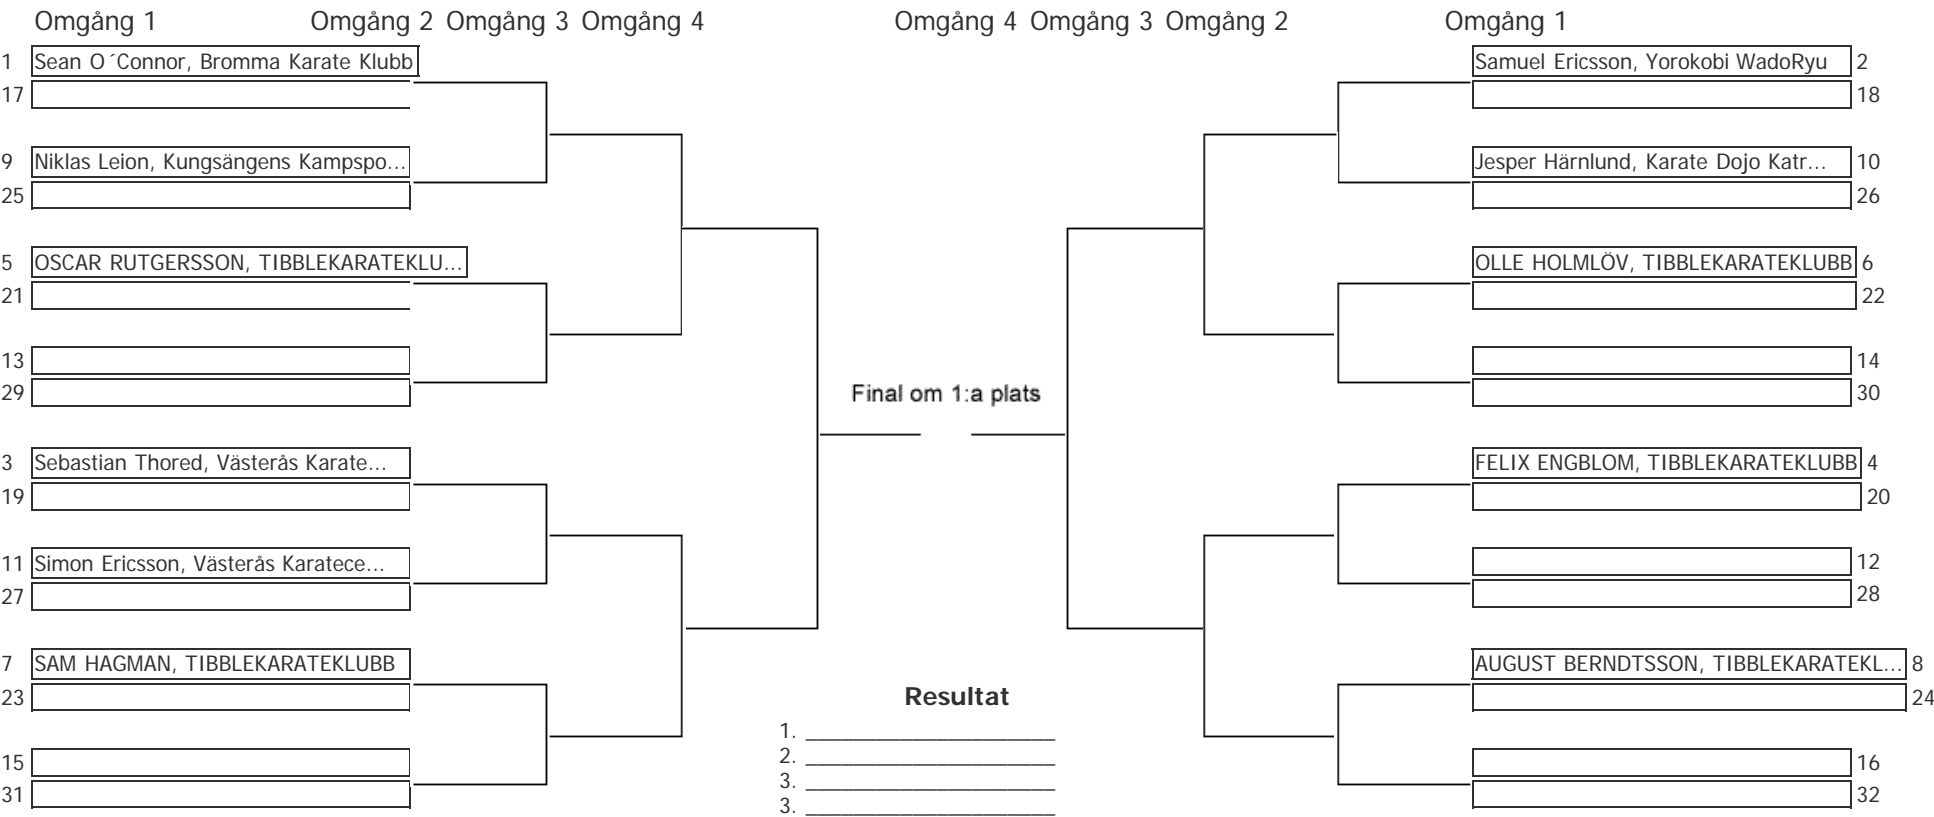 Omgång 1 Omgång 2 Omgång 3 Omgång 4 Omgång 4 Omgång 3 Omgång 2 Omgång 1
1 Sean O´Connor, Bromma Karate Klubb Samuel Ericsson, Yorokobi WadoRyu 2
17 18
9 Niklas Leion, Kungsängens Kampspo... Jesper Härnlund, Karate Dojo Katr... 10
25 26
5 OSCAR RUTGERSSON, TIBBLEKARATEKLU... OLLE HOLMLÖV, TIBBLEKARATEKLUBB 6
21 22
13 14
29 30
Final om 1:a plats
3 Sebastian Thored, Västerås Karate... FELIX ENGBLOM, TIBBLEKARATEKLUBB 4
19 20
11 Simon Ericsson, Västerås Karatece... 12
27 28
7 SAM HAGMAN, TIBBLEKARATEKLUBB AUGUST BERNDTSSON, TIBBLEKARATEKL... 8
23 24
Resultat
1. ____________________
2. ____________________
15 16
3. ____________________
31 32
3. ____________________